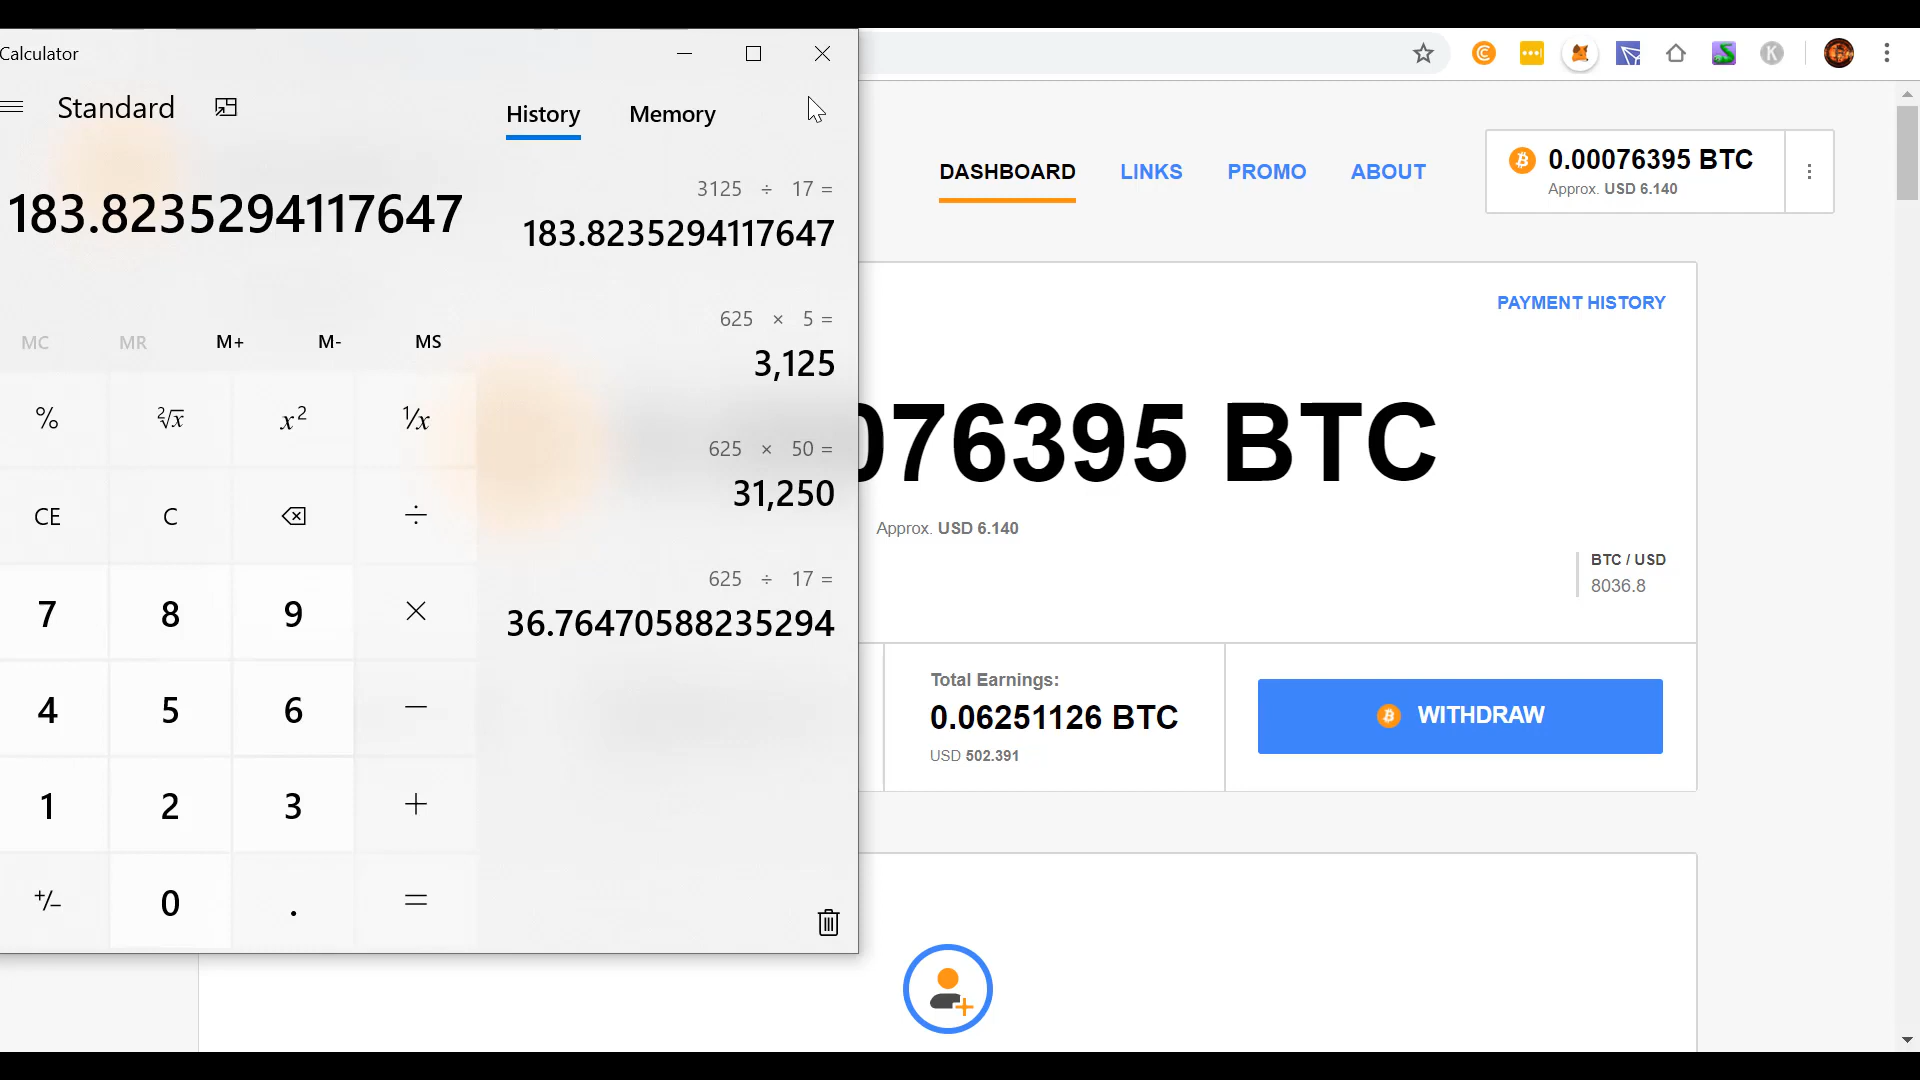 Calculator
Standard
History
Memory
183.8235294117647
3125 ÷ 17 =
183.8235294117647
625 × 5 =
3,125
625 × 50 =
31,250
625 ÷ 17 =
36.76470588235294
MC MR M+ M- MS
% ²√x x² ¹/x
CE C ÷
7 8 9 ×
4 5 6 −
1 2 3 +
+/− 0 . =
DASHBOARD LINKS PROMO ABOUT
0.00076395 BTC
Approx. USD 6.140
PAYMENT HISTORY
076395 BTC
Approx. USD 6.140
BTC / USD
8036.8
Total Earnings:
0.06251126 BTC
USD 502.391
WITHDRAW
K